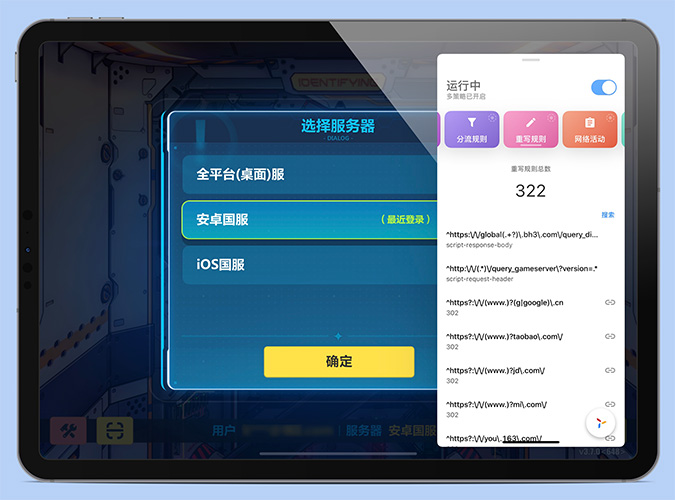 IDENTIFYING
选择服务器
- DIALOG -
全平台(桌面)服
安卓国服
(最近登录)
iOS国服
确定
用户
服务器
安卓国服
运行中
多策略已开启
分流规则
重写规则
网络活动
重写规则总数
322
搜索
^https:\/\/global(.+?)\.bh3\.com\/query_di...
script-response-body
^http:\/\/(.*)\/query_gameserver\?version=.*
script-request-header
^https?:\/\/(www.)?(g|google)\.cn
302
^https?:\/\/(www.)?taobao\.com\/
302
^https?:\/\/(www.)?jd\.com\/
302
^https?:\/\/(www.)?mi\.com\/
302
^https?:\/\/you\.163\.com\/
v3.7.0 - 648